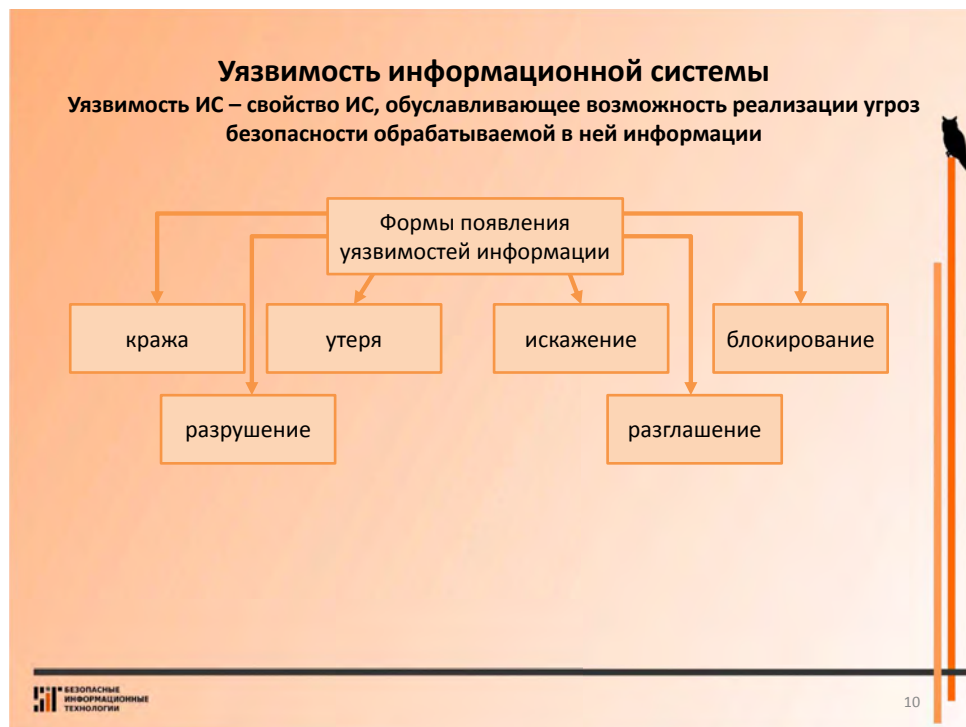 Уязвимость информационной системы
Уязвимость ИС – свойство ИС, обуславливающее возможность реализации угроз
безопасности обрабатываемой в ней информации
Формы появления
уязвимостей информации
кража
утеря
искажение
блокирование
разрушение
разглашение
БЕЗОПАСНЫЕ
ИНФОРМАЦИОННЫЕ
ТЕХНОЛОГИИ
10